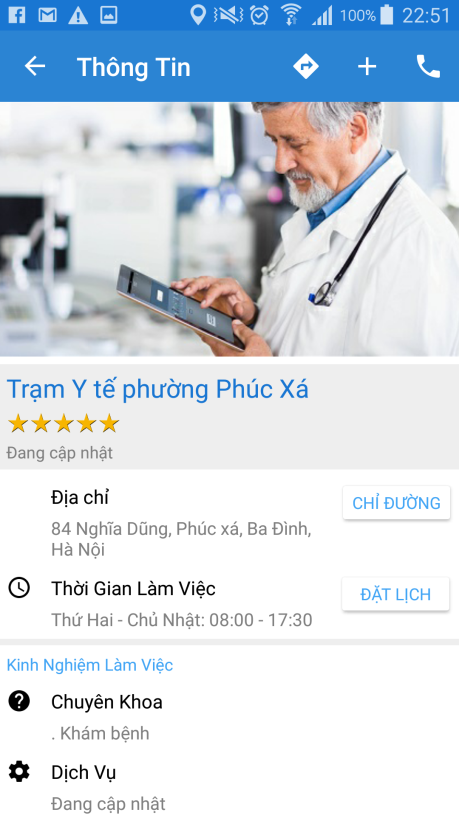 100% 22:51
Thông Tin
Trạm Y tế phường Phúc Xá
Đang cập nhật
Địa chỉ
CHỈ ĐƯỜNG
84 Nghĩa Dũng, Phúc xá, Ba Đình,
Hà Nội
Thời Gian Làm Việc
ĐẶT LỊCH
Thứ Hai - Chủ Nhật: 08:00 - 17:30
Kinh Nghiệm Làm Việc
Chuyên Khoa
. Khám bệnh
Dịch Vụ
Đang cập nhật